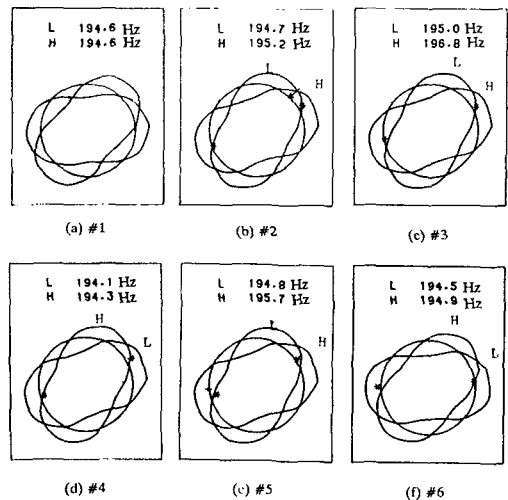 L 194.6 Hz
H 194.6 Hz
(a) #1
L 194.7 Hz
H 195.2 Hz
L
H
(b) #2
L 195.0 Hz
H 196.8 Hz
L
H
(c) #3
L 194.1 Hz
H 194.3 Hz
H
L
(d) #4
L 194.8 Hz
H 195.7 Hz
L
H
(e) #5
L 194.5 Hz
H 194.9 Hz
H
L
(f) #6